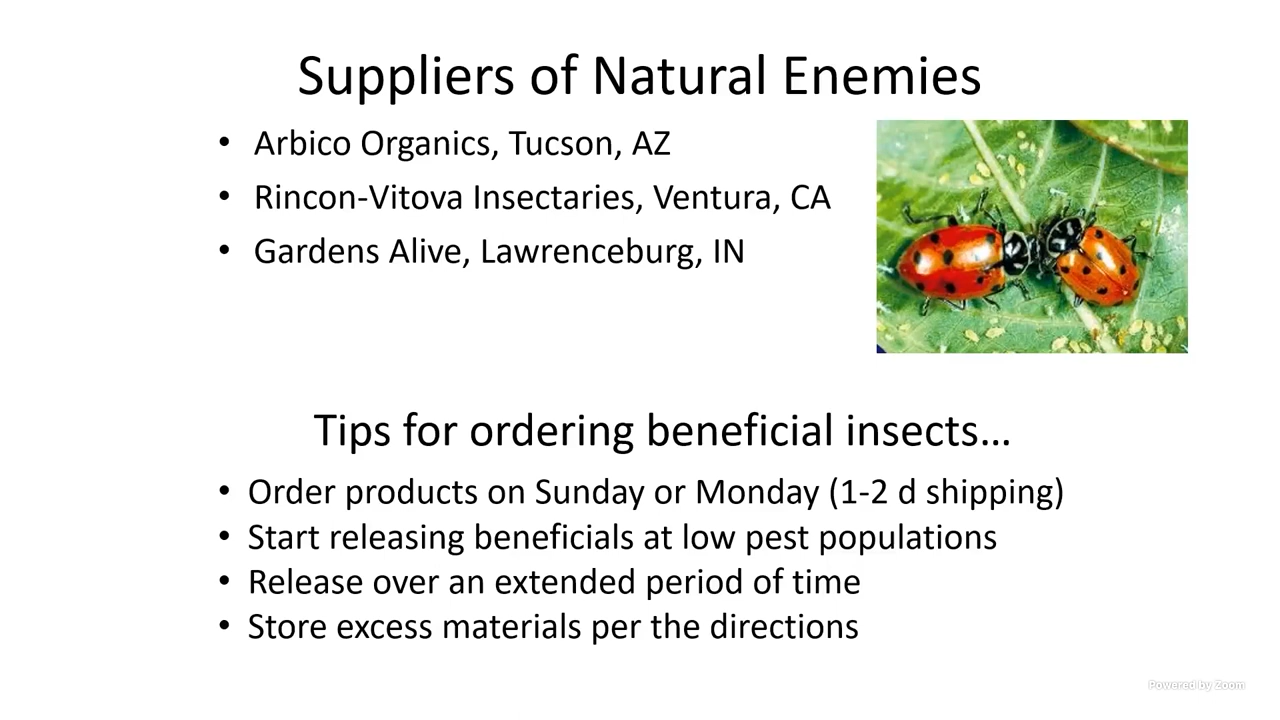 Suppliers of Natural Enemies
• Arbico Organics, Tucson, AZ
• Rincon-Vitova Insectaries, Ventura, CA
• Gardens Alive, Lawrenceburg, IN
Tips for ordering beneficial insects…
• Order products on Sunday or Monday (1-2 d shipping)
• Start releasing beneficials at low pest populations
• Release over an extended period of time
• Store excess materials per the directions
Powered by Zoom